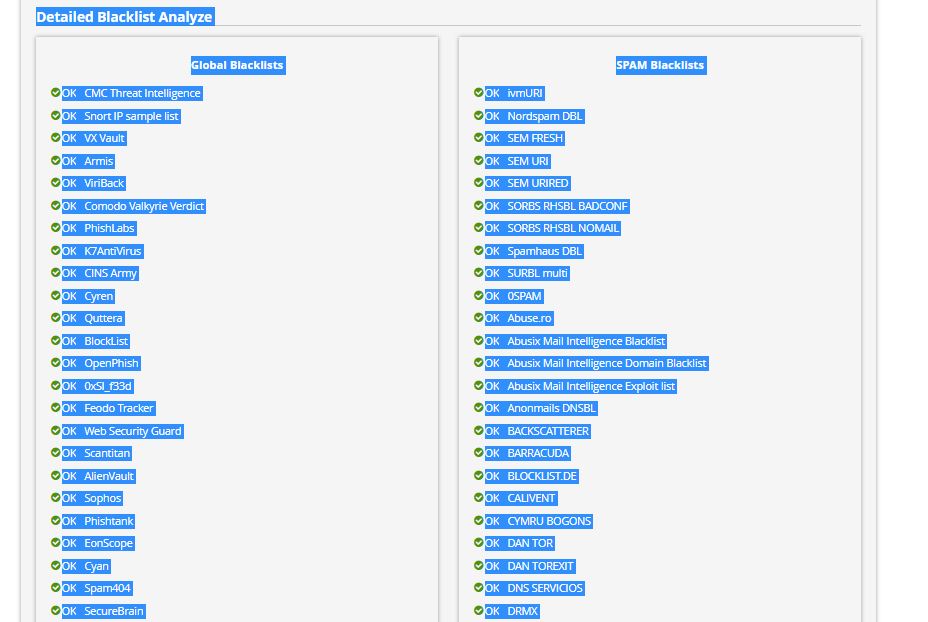 Detailed Blacklist Analyze
Global Blacklists
OK CMC Threat Intelligence
OK Snort IP sample list
OK VX Vault
OK Armis
OK ViriBack
OK Comodo Valkyrie Verdict
OK PhishLabs
OK K7AntiVirus
OK CINS Army
OK Cyren
OK Quttera
OK BlockList
OK OpenPhish
OK 0xSI_f33d
OK Feodo Tracker
OK Web Security Guard
OK Scantitan
OK AlienVault
OK Sophos
OK Phishtank
OK EonScope
OK Cyan
OK Spam404
OK SecureBrain
SPAM Blacklists
OK ivmURI
OK Nordspam DBL
OK SEM FRESH
OK SEM URI
OK SEM URIRED
OK SORBS RHSBL BADCONF
OK SORBS RHSBL NOMAIL
OK Spamhaus DBL
OK SURBL multi
OK 0SPAM
OK Abuse.ro
OK Abusix Mail Intelligence Blacklist
OK Abusix Mail Intelligence Domain Blacklist
OK Abusix Mail Intelligence Exploit list
OK Anonmails DNSBL
OK BACKSCATTERER
OK BARRACUDA
OK BLOCKLIST.DE
OK CALIVENT
OK CYMRU BOGONS
OK DAN TOR
OK DAN TOREXIT
OK DNS SERVICIOS
OK DRMX